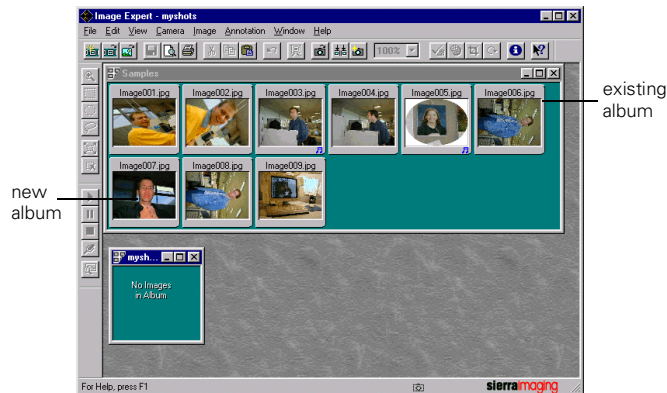 Image Expert - myshots
File Edit View Camera Image Annotation Window Help
100%
Samples
Image001.jpg Image002.jpg Image003.jpg Image004.jpg Image005.jpg Image006.jpg
existing
album
Image007.jpg Image008.jpg Image009.jpg
new
album
mysh...
No Images
in Album
For Help, press F1
sierraimaging